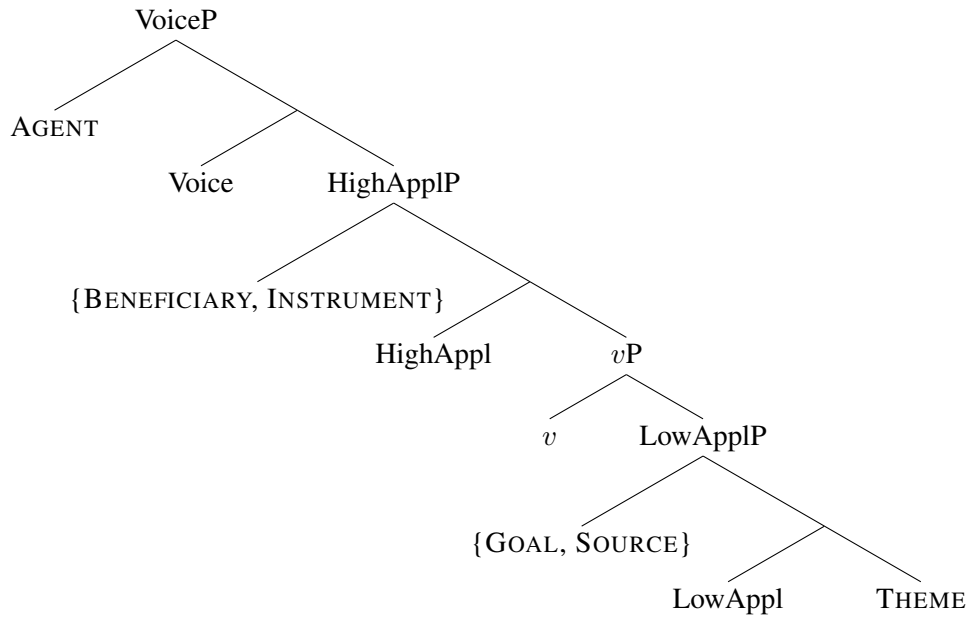 VoiceP
AGENT
Voice
HighApplP
{BENEFICIARY, INSTRUMENT}
HighAppl
vP
v
LowApplP
{GOAL, SOURCE}
LowAppl
THEME